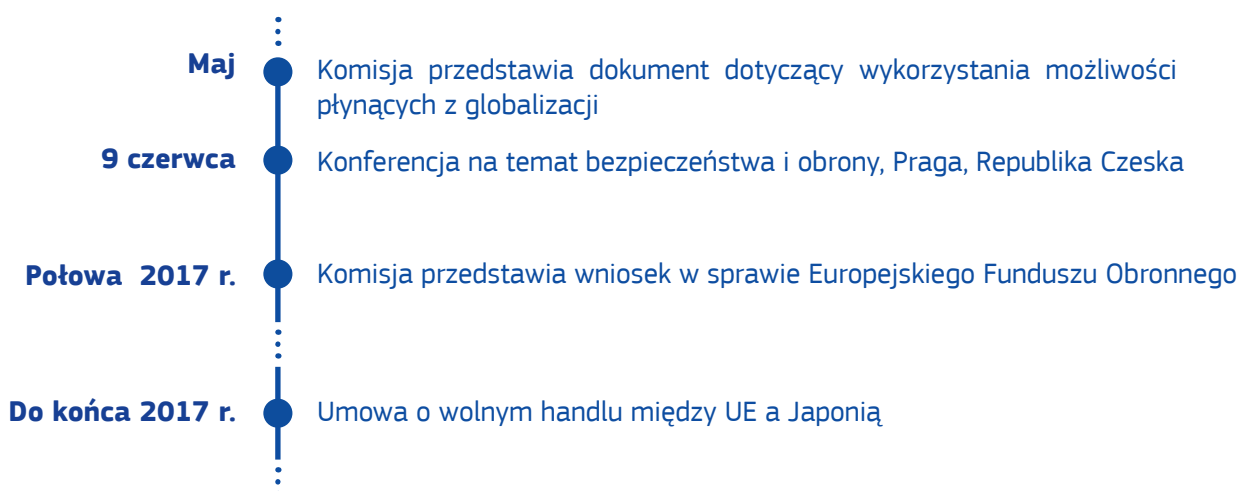 Maj
Komisja przedstawia dokument dotyczący wykorzystania możliwości
płynących z globalizacji
9 czerwca
Konferencja na temat bezpieczeństwa i obrony, Praga, Republika Czeska
Połowa 2017 r.
Komisja przedstawia wniosek w sprawie Europejskiego Funduszu Obronnego
Do końca 2017 r.
Umowa o wolnym handlu między UE a Japonią